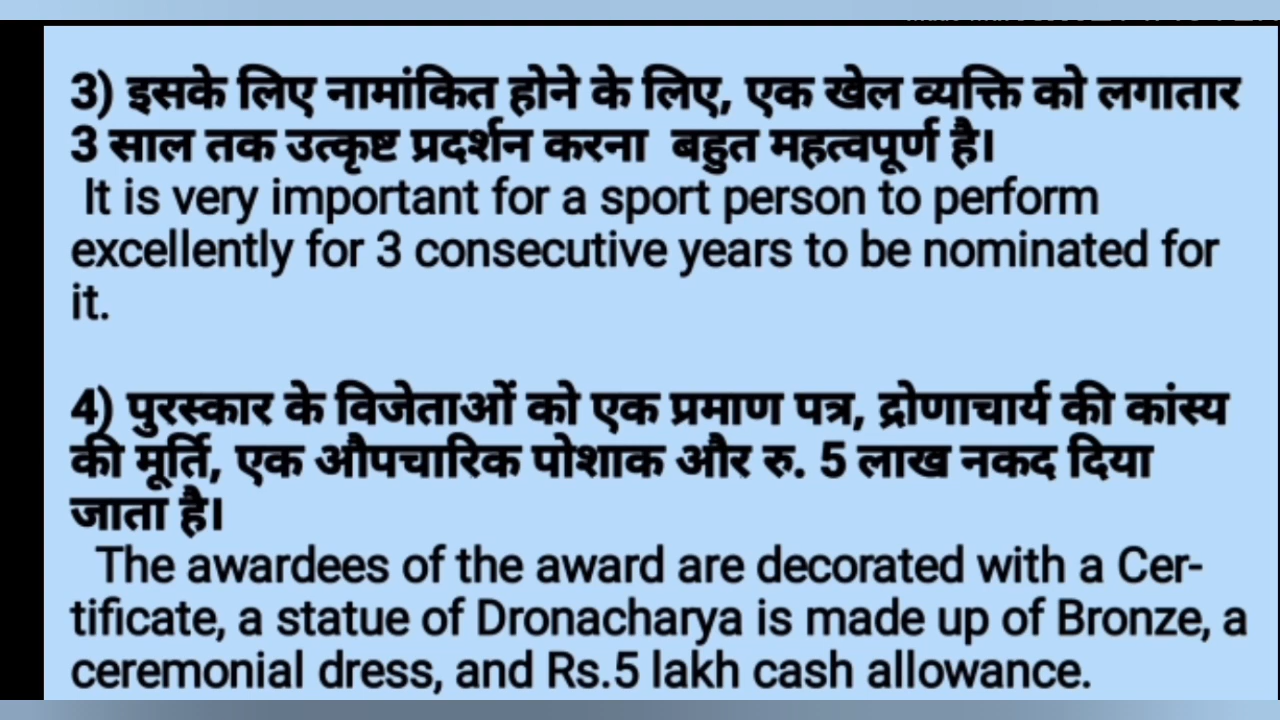 3) इसके लिए नामांकित होने के लिए, एक खेल व्यक्ति को लगातार
3 साल तक उत्कृष्ट प्रदर्शन करना बहुत महत्वपूर्ण है।
It is very important for a sport person to perform
excellently for 3 consecutive years to be nominated for
it.
4) पुरस्कार के विजेताओं को एक प्रमाण पत्र, द्रोणाचार्य की कांस्य
की मूर्ति, एक औपचारिक पोशाक और रु. 5 लाख नकद दिया
जाता है।
The awardees of the award are decorated with a Cer-
tificate, a statue of Dronacharya is made up of Bronze, a
ceremonial dress, and Rs.5 lakh cash allowance.